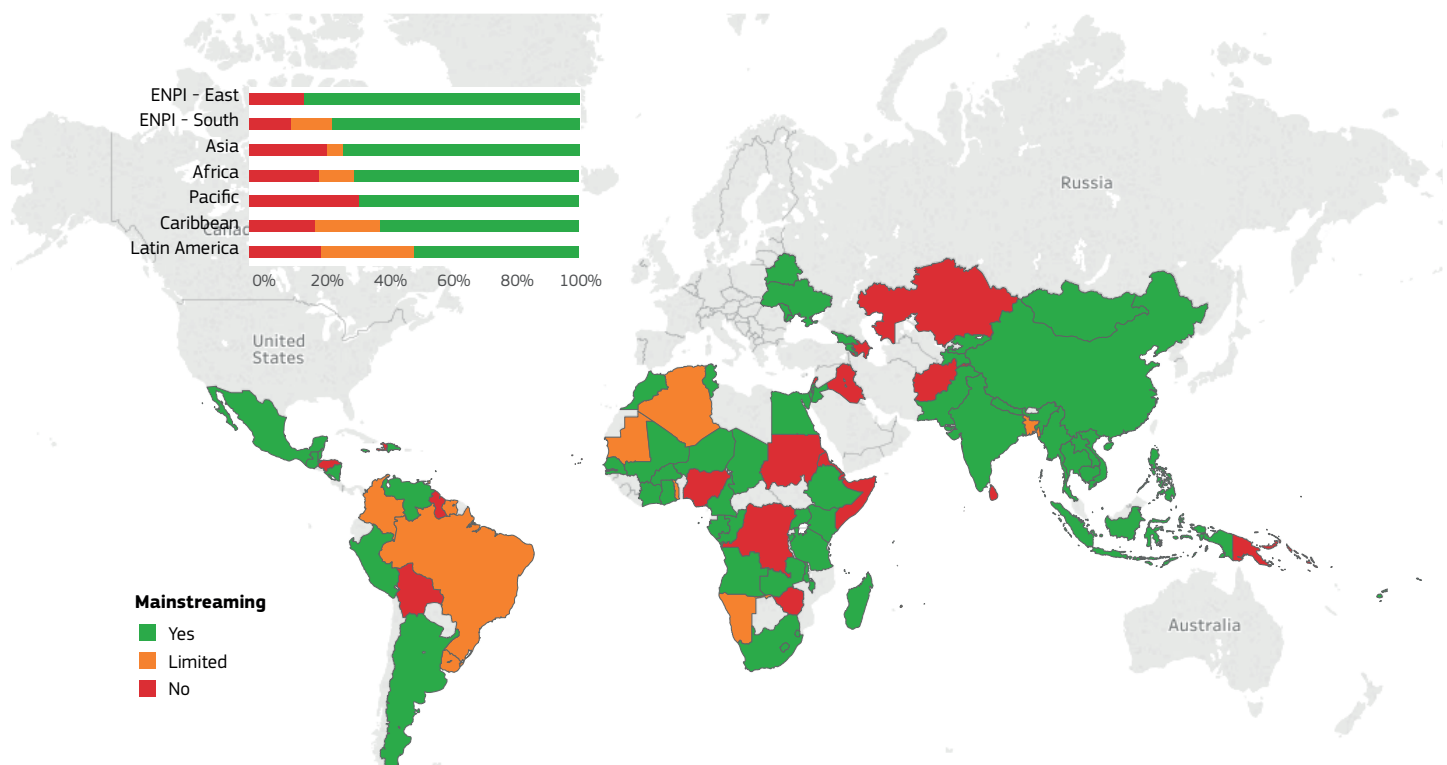 ENPI - East
ENPI - South
Asia
Africa
Pacific
Caribbean
Latin America
0% 20% 40% 60% 80% 100%
Russia
United
States
Mainstreaming
Yes
Limited
No
Australia